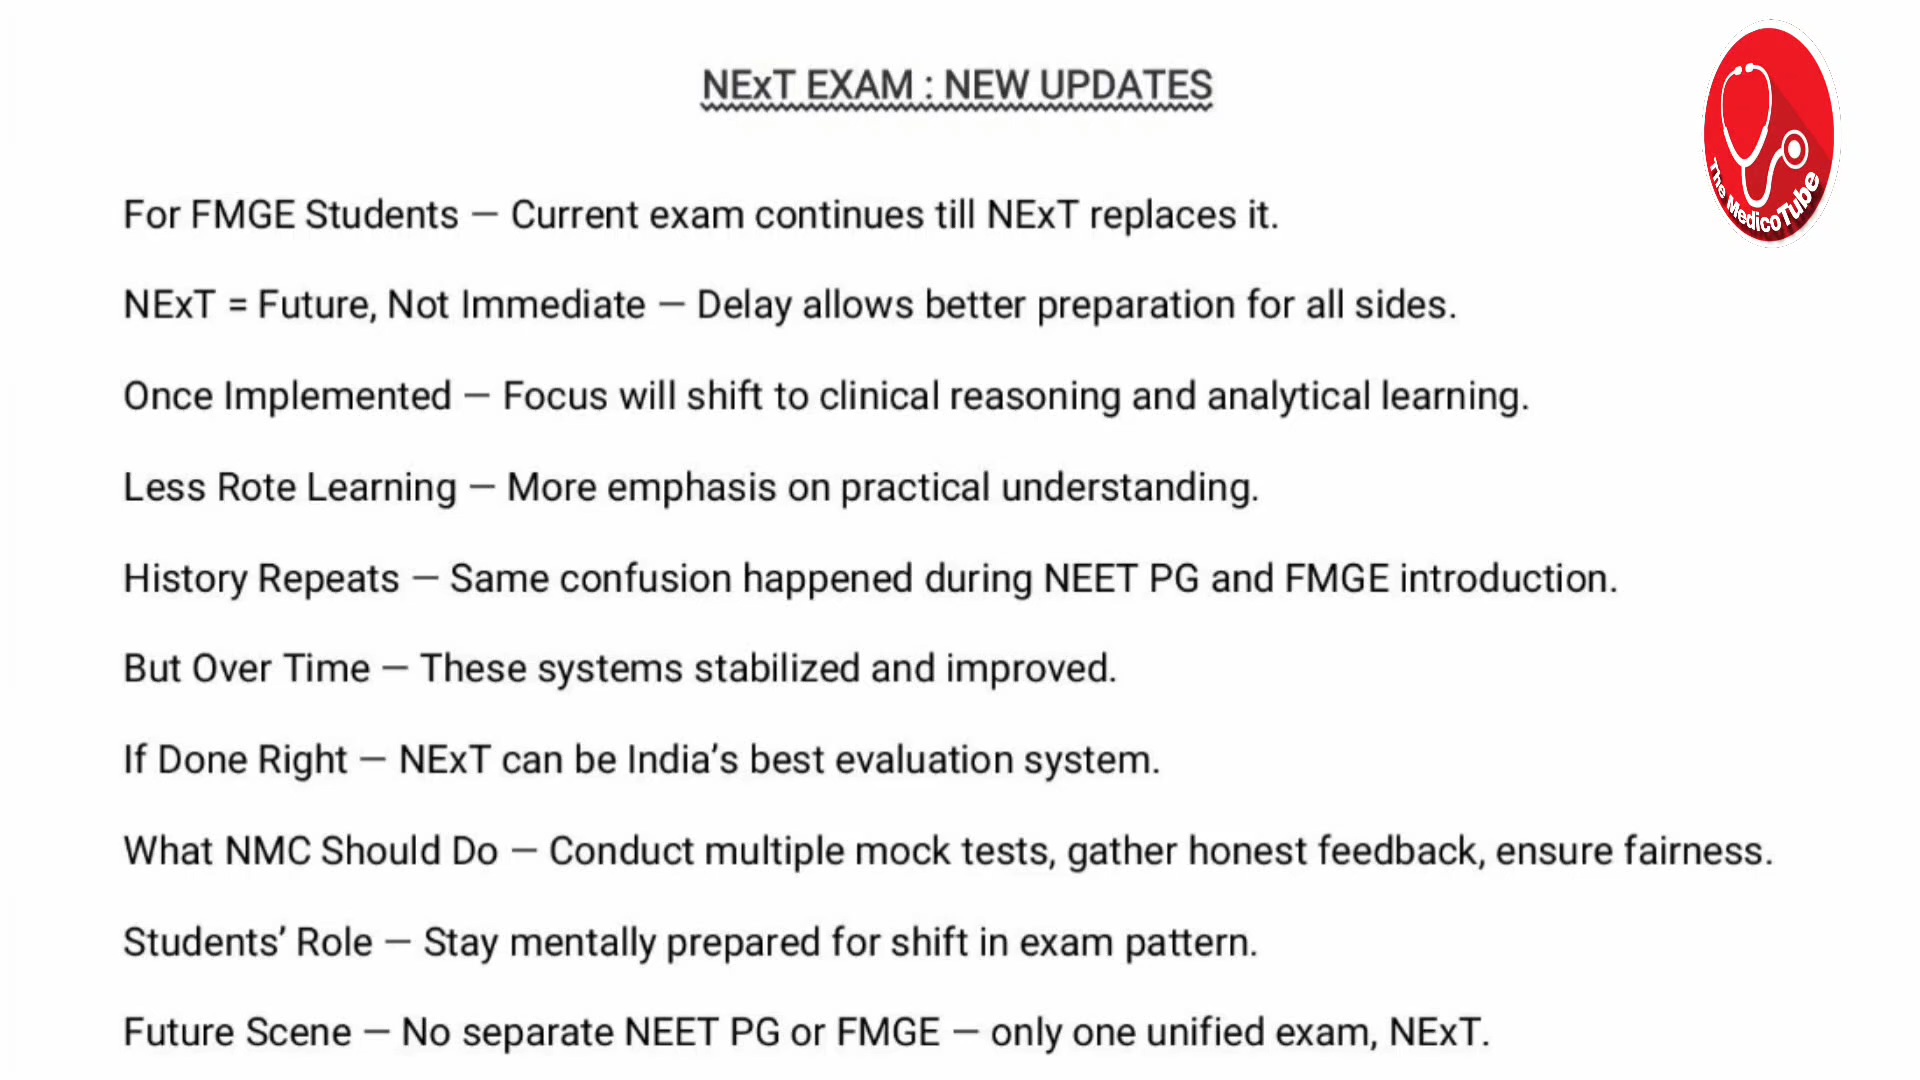 NExT EXAM : NEW UPDATES
The MedicoTube
For FMGE Students — Current exam continues till NExT replaces it.
NExT = Future, Not Immediate — Delay allows better preparation for all sides.
Once Implemented — Focus will shift to clinical reasoning and analytical learning.
Less Rote Learning — More emphasis on practical understanding.
History Repeats — Same confusion happened during NEET PG and FMGE introduction.
But Over Time — These systems stabilized and improved.
If Done Right — NExT can be India’s best evaluation system.
What NMC Should Do — Conduct multiple mock tests, gather honest feedback, ensure fairness.
Students’ Role — Stay mentally prepared for shift in exam pattern.
Future Scene — No separate NEET PG or FMGE — only one unified exam, NExT.